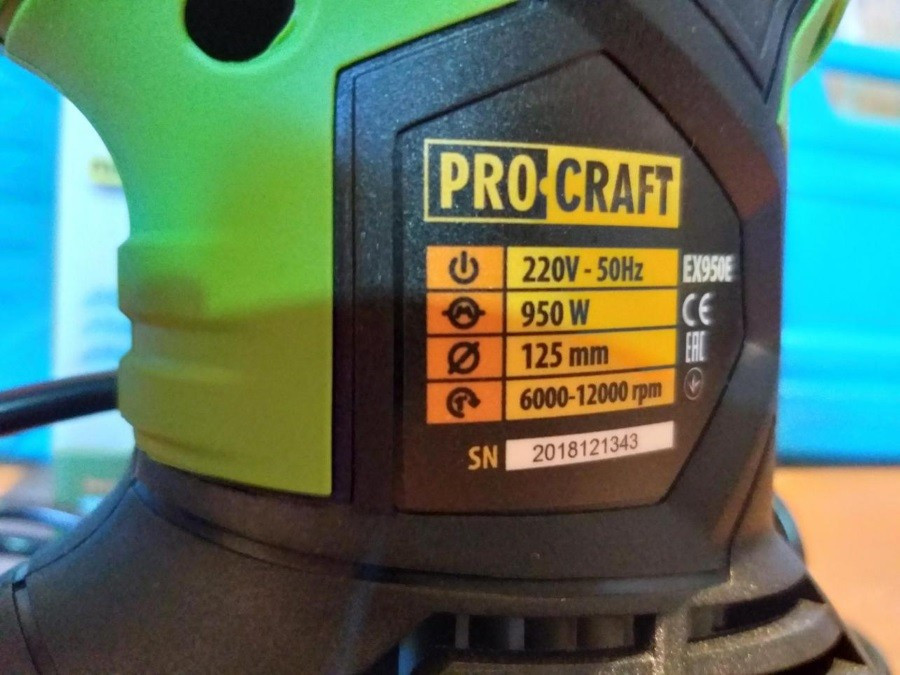 PRO CRAFT
220V - 50Hz
EX950E
950 W
CE
125 mm
EAC
6000-12000 rpm
SN 2018121343